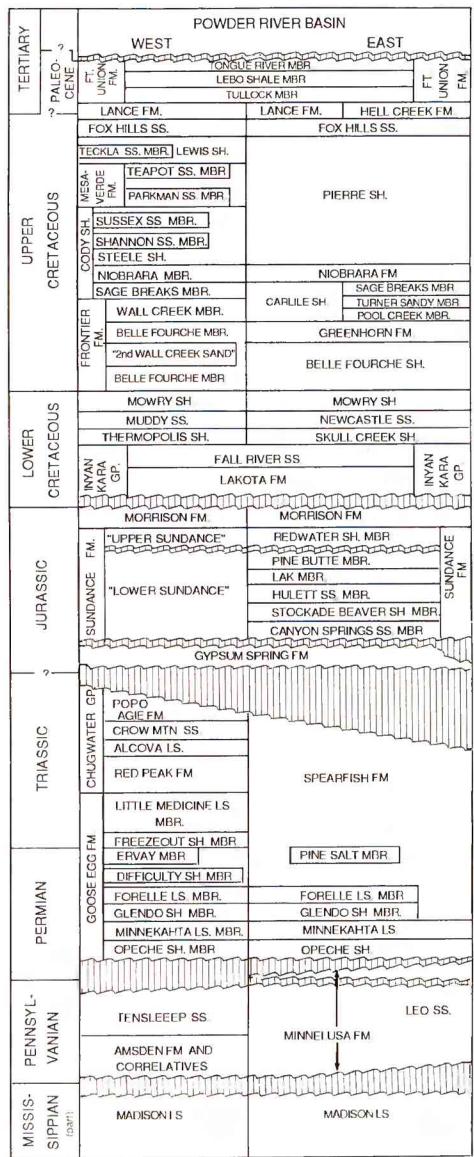 POWDER RIVER BASIN
WEST EAST
TERTIARY
PALEO-
CENE
?
?
FT.
UNION
FM.
TONGUE RIVER MBR
LEBO SHALE MBR
TULLOCK MBR
FT.
UNION
FM.
UPPER
CRETACEOUS
LANCE FM. LANCE FM. HELL CREEK FM
FOX HILLS SS. FOX HILLS SS.
TECKLA SS. MBR. LEWIS SH.
MESA-
VERDE
FM.
TEAPOT SS. MBR
PARKMAN SS. MBR.
PIERRE SH.
CODY SH.
SUSSEX SS. MBR.
SHANNON SS. MBR.
STEELE SH.
NIOBRARA MBR. NIOBRARA FM
SAGE BREAKS MBR.
CARLILE SH.
SAGE BREAKS MBR
TURNER SANDY MBR
POOL CREEK MBR.
FRONTIER
FM.
WALL CREEK MBR.
BELLE FOURCHE MBR. GREENHORN FM
"2nd WALL CREEK SAND"
BELLE FOURCHE SH.
BELLE FOURCHE MBR
LOWER
CRETACEOUS
MOWRY SH MOWRY SH
MUDDY SS. NEWCASTLE SS.
THERMOPOLIS SH. SKULL CREEK SH.
INYAN
KARA
GP.
FALL RIVER SS
LAKOTA FM
INYAN
KARA
GP.
JURASSIC
MORRISON FM. MORRISON FM
SUNDANCE FM.
"UPPER SUNDANCE" REDWATER SH. MBR
"LOWER SUNDANCE"
PINE BUTTE MBR.
LAK MBR.
HULETT SS. MBR
STOCKADE BEAVER SH MBR.
CANYON SPRINGS SS. MBR
SUNDANCE
FM
GYPSUM SPRING FM
?
TRIASSIC
CHUGWATER GP.
POPO
AGIE FM
CROW MTN SS
ALCOVA LS.
RED PEAK FM
SPEARFISH FM
GOOSE EGG FM
LITTLE MEDICINE LS
MBR.
FREEZEOUT SH MBR
PERMIAN
ERVAY MBR PINE SALT MBR
DIFFICULTY SH MBR
FORELLE LS. MBR. FORELLE LS. MBR
GLENDO SH MBR. GLENDO SH MBR.
MINNEKAHTA LS. MBR. MINNEKAHTA LS
OPECHE SH. MBR OPECHE SH.
PENNSYL-
VANIAN
TENSLEEEP SS. LEO SS.
MINNELUSA FM
AMSDEN FM AND
CORRELATIVES
MISSIS-
SIPPIAN
(part)
MADISON LS MADISON LS